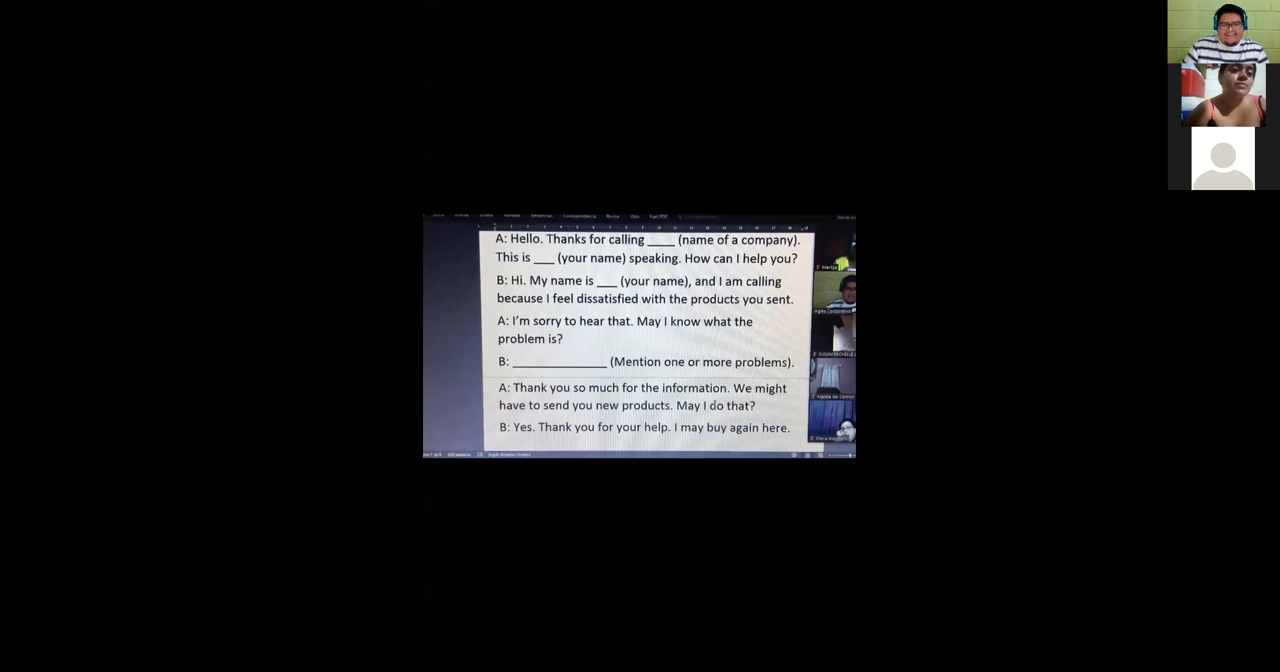 A: Hello. Thanks for calling ____ (name of a company).
This is ___ (your name) speaking. How can I help you?
B: Hi. My name is ___ (your name), and I am calling
because I feel dissatisfied with the products you sent.
A: I'm sorry to hear that. May I know what the
problem is?
B: ______________ (Mention one or more problems).
A: Thank you so much for the information. We might
have to send you new products. May I do that?
B: Yes. Thank you for your help. I may buy again here.
Maritza